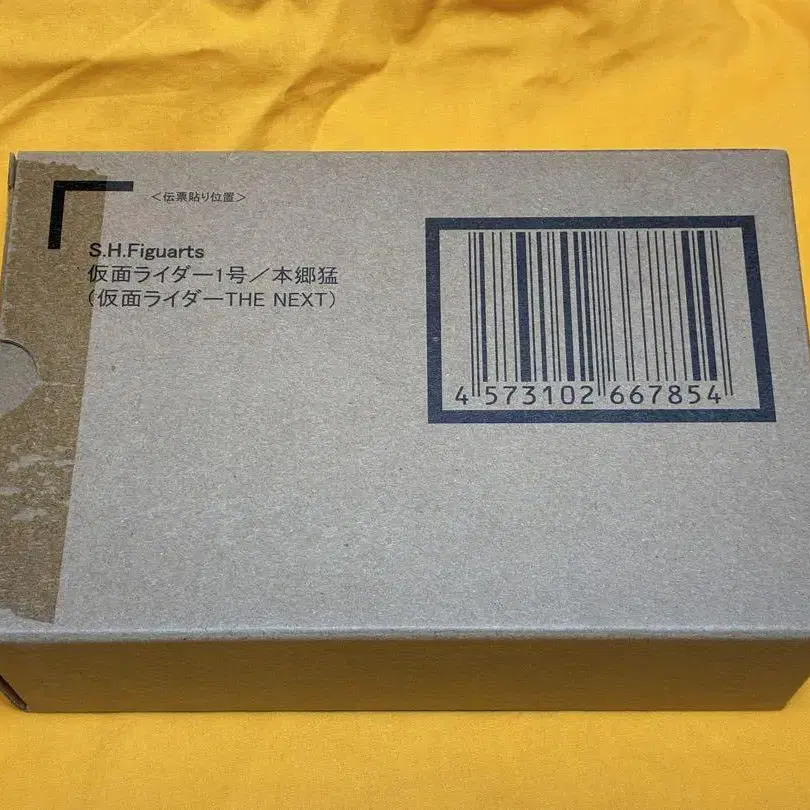 ＜伝票貼り位置＞
S.H.Figuarts
仮面ライダー1号／本郷猛
（仮面ライダーTHE NEXT）
4 573102 667854